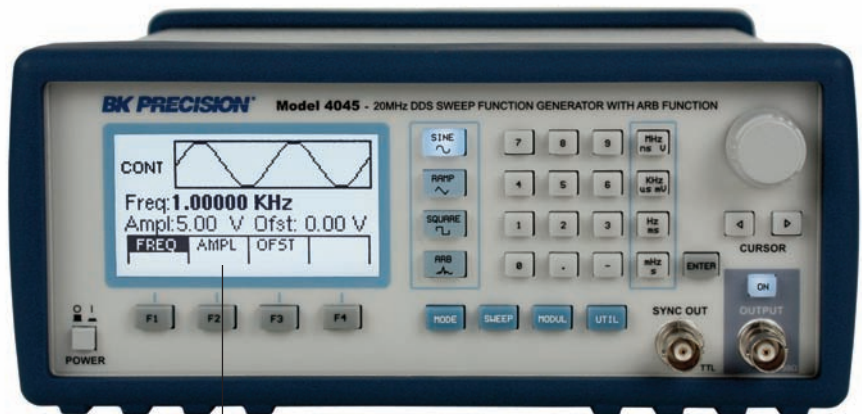 BK PRECISION Model 4045 - 20MHz DDS SWEEP FUNCTION GENERATOR WITH ARB FUNCTION
CONT
Freq:1.00000 KHz
Ampl:5.00 V Ofst: 0.00 V
FREQ AMPL OFST
F1 F2 F3 F4
O I
POWER
SINE
RAMP
SQUARE
ARB
7 8 9 MHz ns V
4 5 6 KHz us mV
1 2 3 Hz ms
0 . - mHz s
ENTER
CURSOR
MODE SWEEP MODUL UTIL
SYNC OUT
TTL
ON
OUTPUT